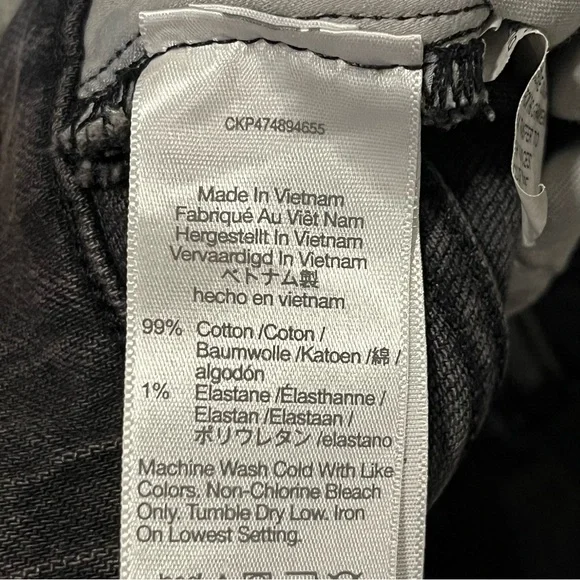 CKP474894655
Made In Vietnam
Fabriqué Au Viêt Nam
Hergestellt In Vietnam
Vervaardigd In Vietnam
ベトナム製
hecho en vietnam
99% Cotton /Coton /
Baumwolle /Katoen /綿 /
algodón
1% Elastane /Élasthanne /
Elastan /Elastaan /
ポリウレタン /elastano
Machine Wash Cold With Like
Colors. Non-Chlorine Bleach
Only. Tumble Dry Low. Iron
On Lowest Setting.